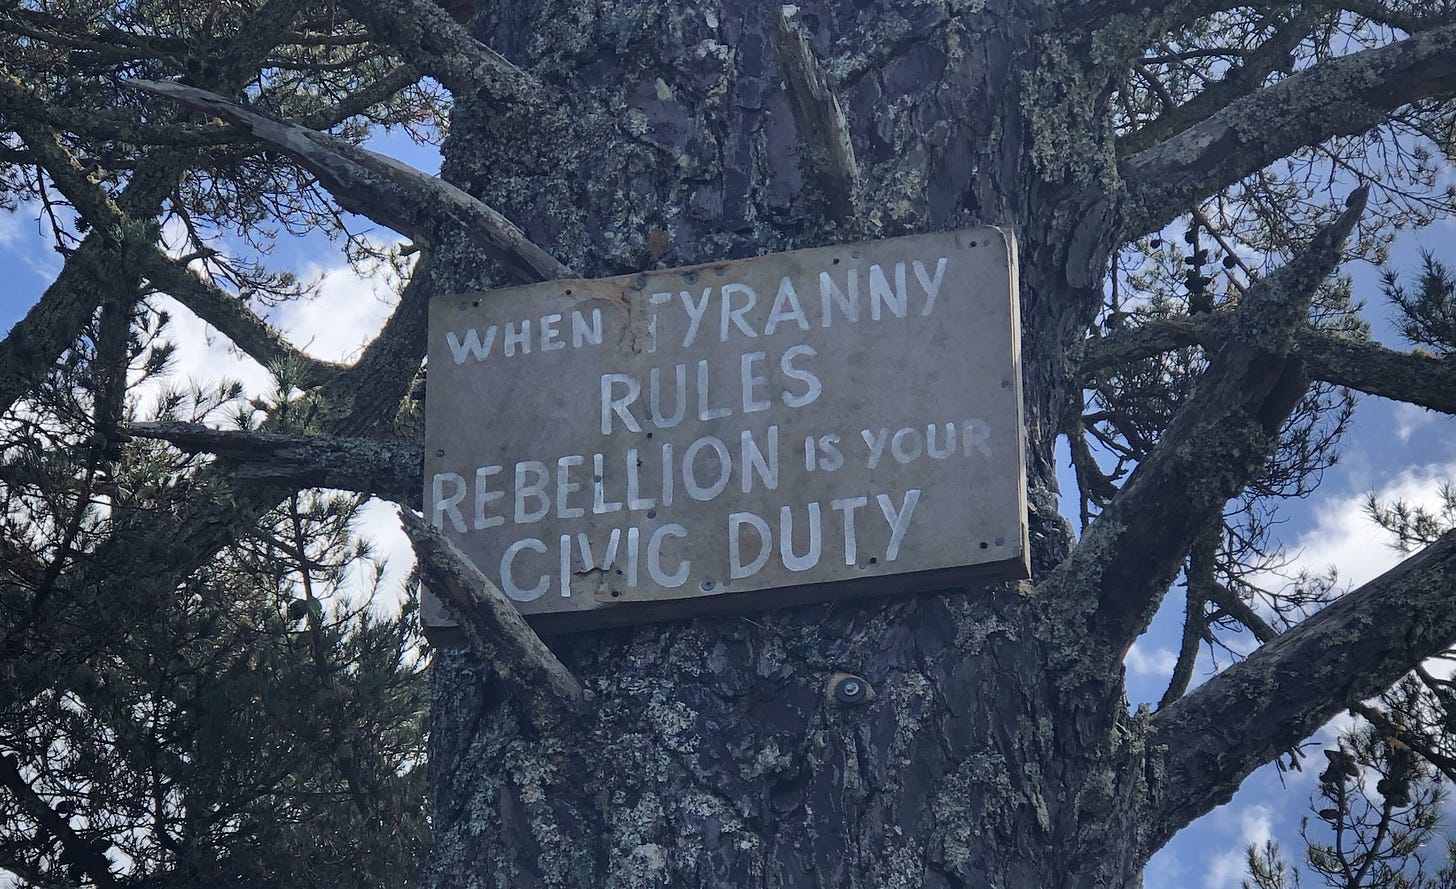 WHEN TYRANNY
RULES
REBELLION IS YOUR
CIVIC DUTY